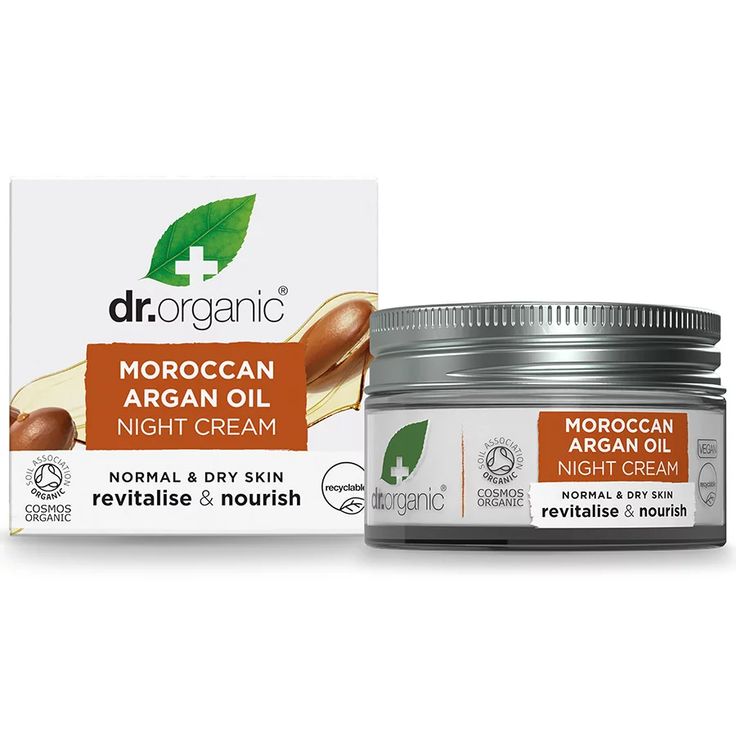 dr.organic®
MOROCCAN
ARGAN OIL
NIGHT CREAM
NORMAL & DRY SKIN
revitalise & nourish
SOIL ASSOCIATION
ORGANIC
COSMOS
ORGANIC
recyclable
dr.organic®
SOIL ASSOCIATION
ORGANIC
COSMOS
ORGANIC
MOROCCAN
ARGAN OIL
NIGHT CREAM
NORMAL & DRY SKIN
revitalise & nourish
VEGAN
recyclable